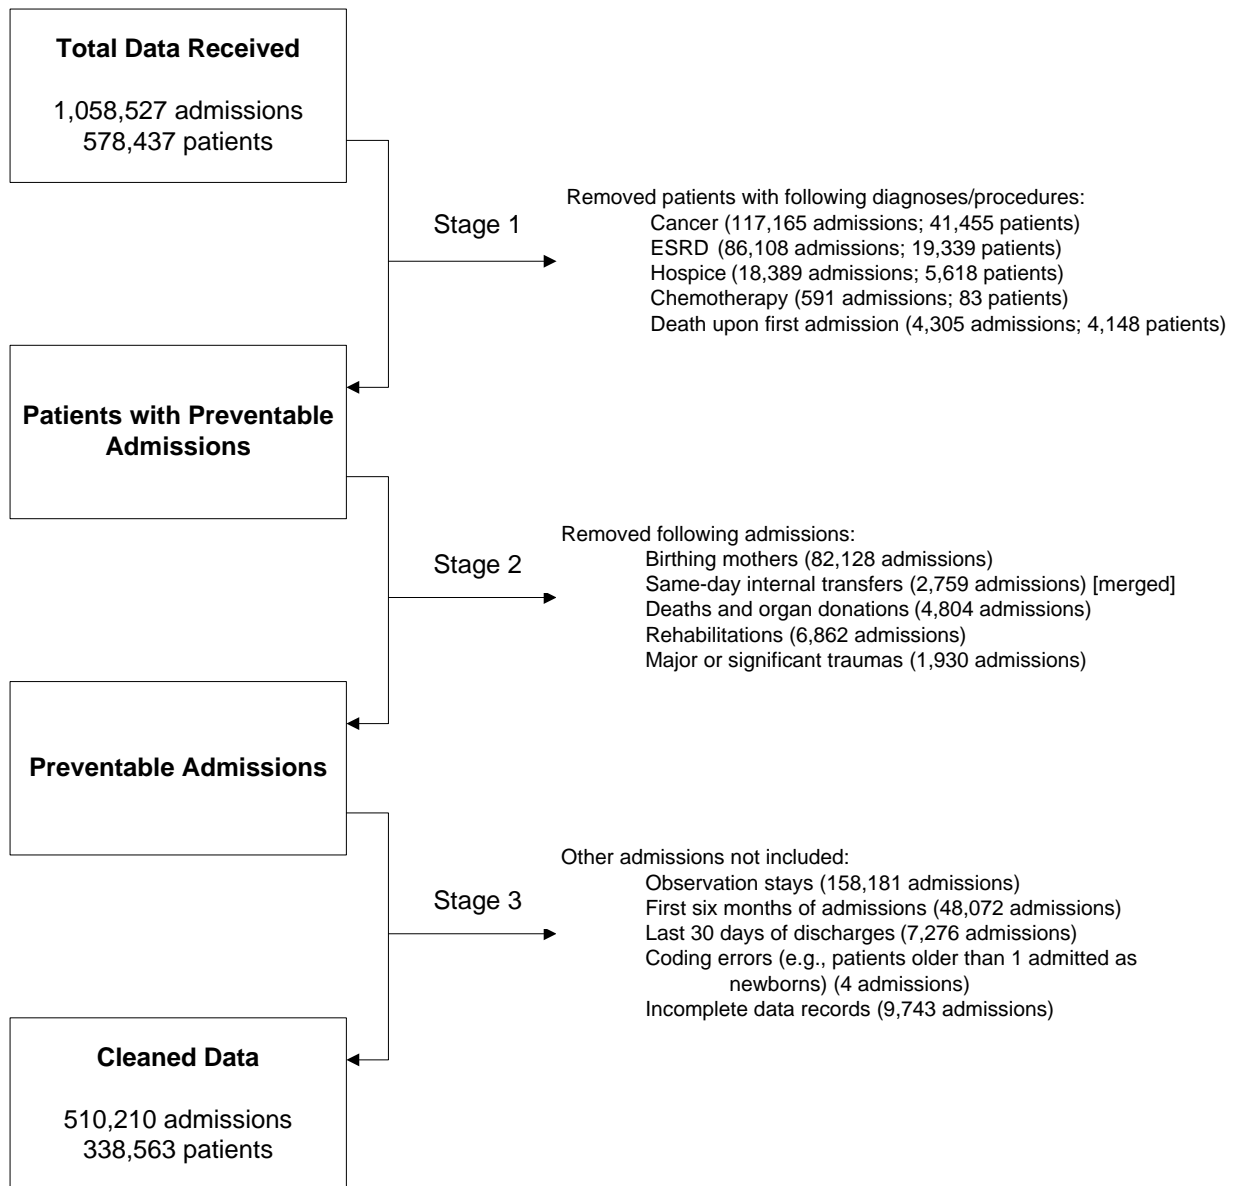 Total Data Received
1,058,527 admissions
578,437 patients
Stage 1
Removed patients with following diagnoses/procedures:
Cancer (117,165 admissions; 41,455 patients)
ESRD (86,108 admissions; 19,339 patients)
Hospice (18,389 admissions; 5,618 patients)
Chemotherapy (591 admissions; 83 patients)
Death upon first admission (4,305 admissions; 4,148 patients)
Patients with Preventable
Admissions
Stage 2
Removed following admissions:
Birthing mothers (82,128 admissions)
Same-day internal transfers (2,759 admissions) [merged]
Deaths and organ donations (4,804 admissions)
Rehabilitations (6,862 admissions)
Major or significant traumas (1,930 admissions)
Preventable Admissions
Stage 3
Other admissions not included:
Observation stays (158,181 admissions)
First six months of admissions (48,072 admissions)
Last 30 days of discharges (7,276 admissions)
Coding errors (e.g., patients older than 1 admitted as
newborns) (4 admissions)
Incomplete data records (9,743 admissions)
Cleaned Data
510,210 admissions
338,563 patients